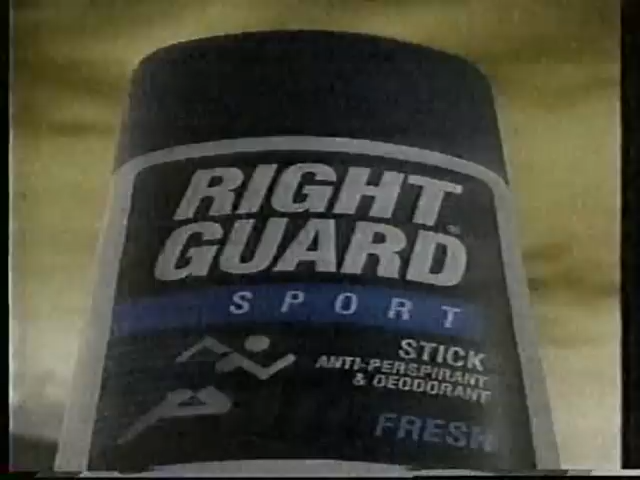 RIGHT
GUARD
SPORT
STICK
ANTI-PERSPIRANT
& DEODORANT
FRESH